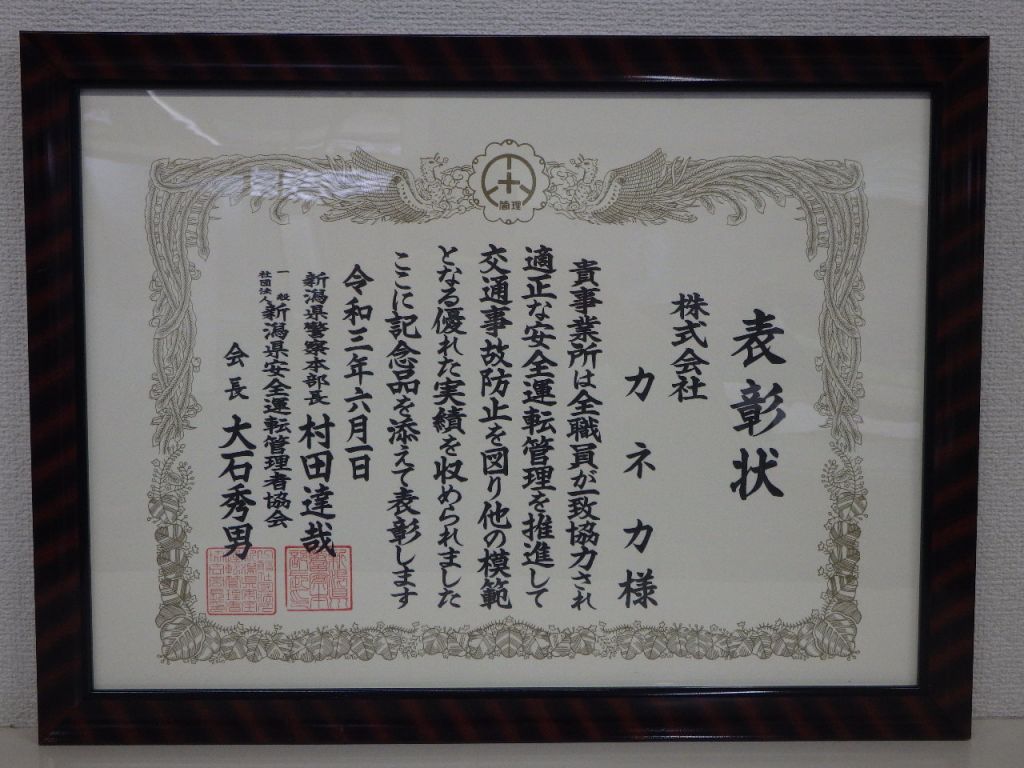 管理
表彰状
株式会社
カネカ様
貴事業所は全職員が一致協力され
適正な安全運転管理を推進して
交通事故防止を図り他の模範
となる優れた実績を収められました
ここに記念品を添えて表彰します
令和三年六月一日
新潟県警察本部長 村田達哉
一般社団法人 新潟県安全運転管理者協会
会長 大石秀男